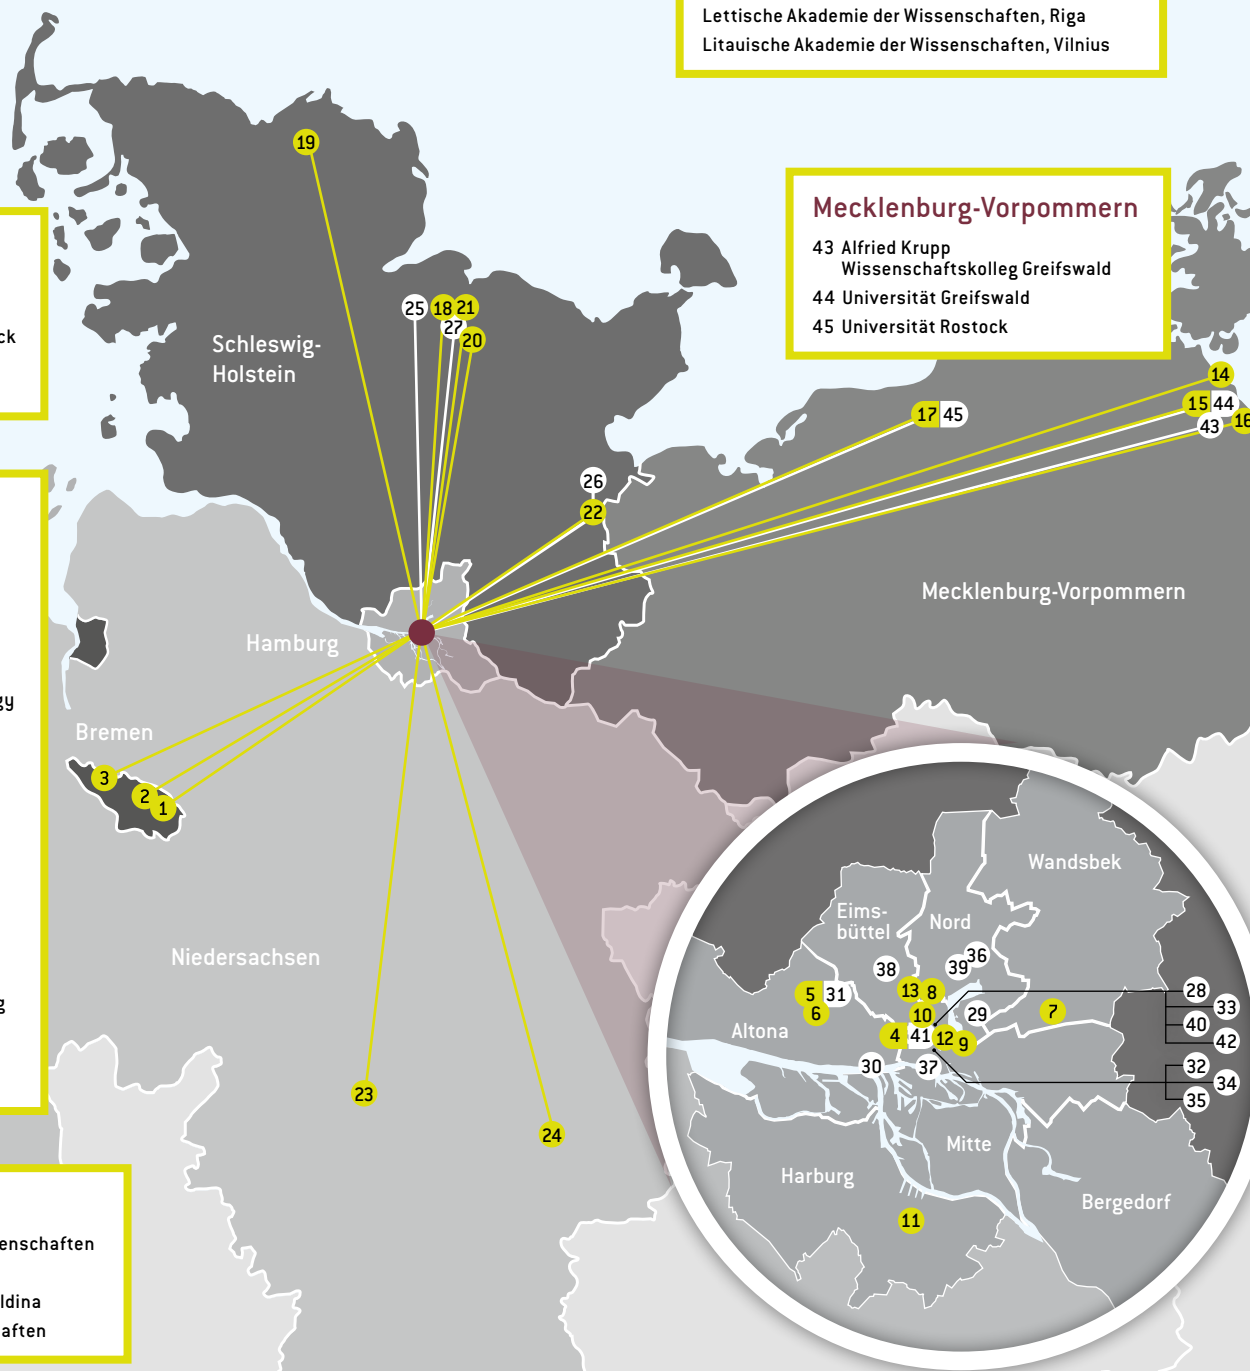 Lettische Akademie der Wissenschaften, Riga
Litauische Akademie der Wissenschaften, Vilnius
19
Mecklenburg-Vorpommern
43 Alfried Krupp
Wissenschaftskolleg Greifswald
44 Universität Greifswald
45 Universität Rostock
25
18
21
27
20
Schleswig-
Holstein
14
15
44
17
45
43
16
26
22
Mecklenburg-Vorpommern
Hamburg
Bremen
3
2
1
Wandsbek
Eims-
büttel
Nord
Niedersachsen
36
39
38
5
31
13
8
28
33
6
10
29
7
40
Altona
4
41
12
9
42
30
37
32
34
35
23
24
Mitte
Harburg
Bergedorf
11
enschaften
ldina
aften